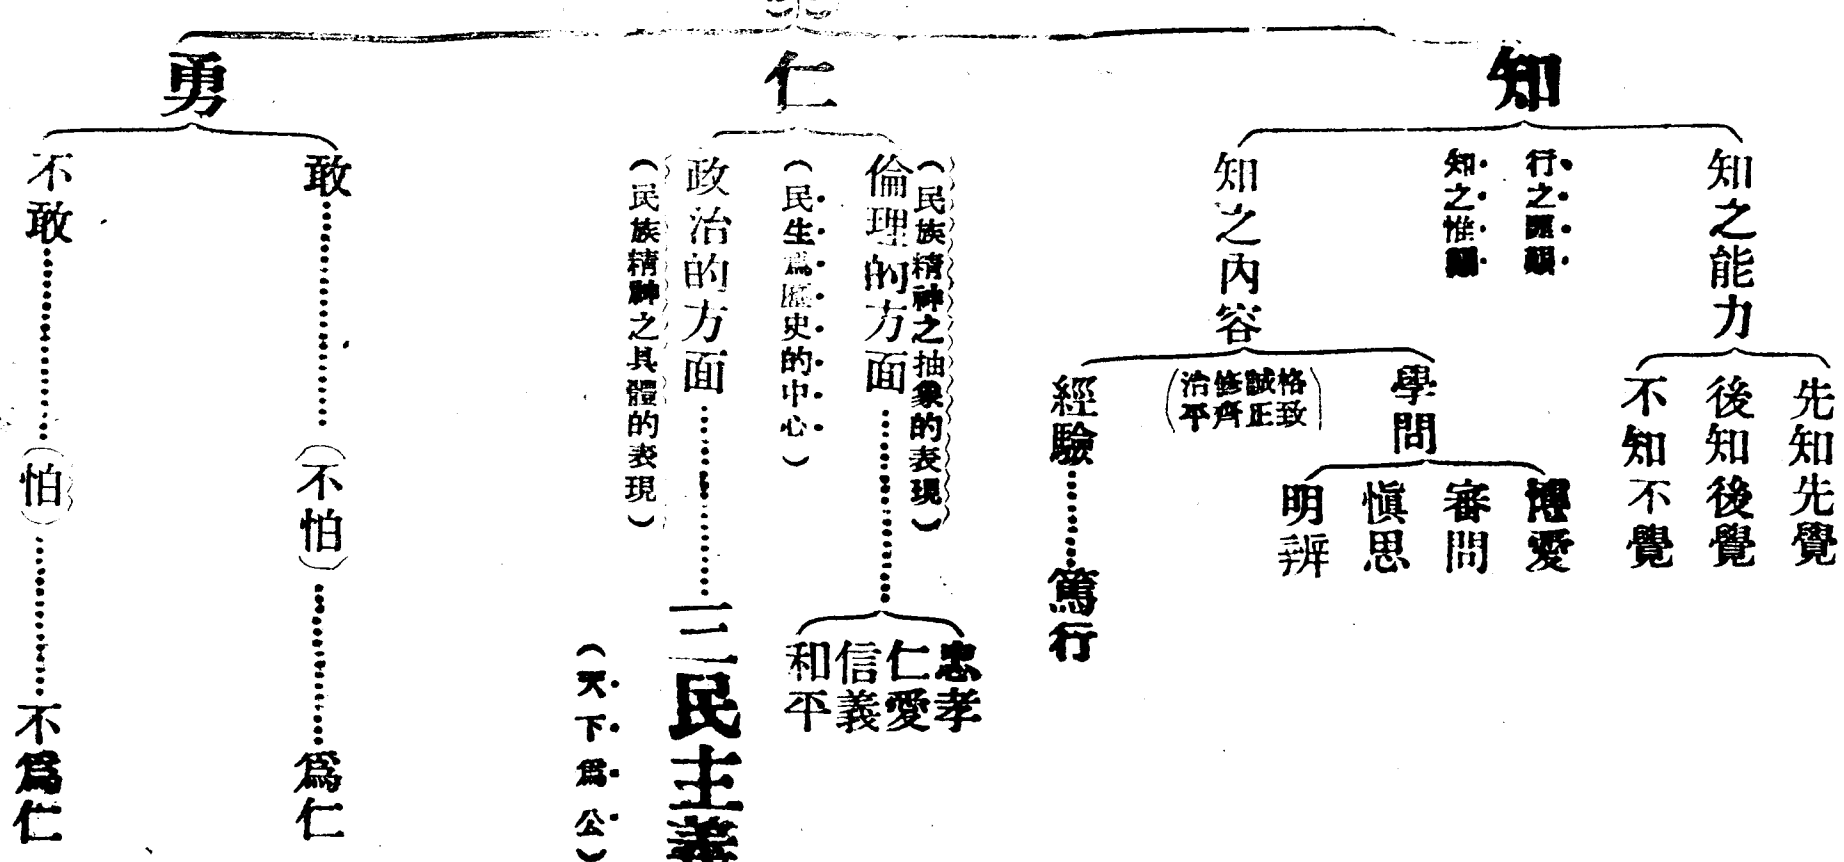 知
知之能力
先知先覺
後知後覺
不知不覺
行之匪艱
知之惟艱
知之內容
學問
博愛
審問
愼思
明辨
(格致
誠正
修齊
治平)
經驗
篤行
仁
(民族精神之抽象的表現)
倫理的方面
忠孝
仁愛
信義
和平
(民生爲歷史的中心)
政治的方面
三民主義
(民族精神之具體的表現)
(天下爲公)
勇
敢
(不怕)
爲仁
不敢
(怕)
不爲仁